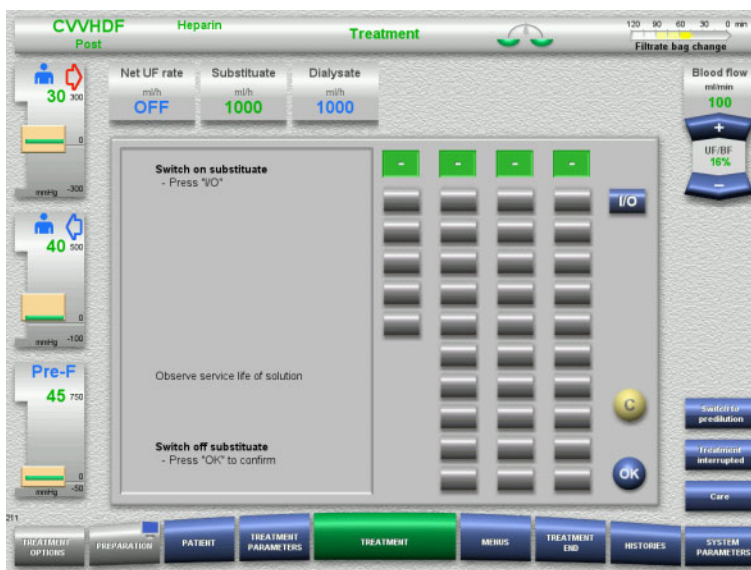 CVVHDF
Heparin
Treatment
120 90 60 30 0 min
Post
Filtrate bag change
30 300
0
mmHg -300
Net UF rate
ml/h
OFF
Substituate
ml/h
1000
Dialysate
ml/h
1000
Blood flow
ml/min
100
+
UF/BF
16%
–
Switch on substituate
- Press "I/O"
- - - -
I/O
40 500
0
mmHg -100
Observe service life of solution
C
Switch off substituate
- Press "OK" to confirm
OK
Pre-F
45 750
0
mmHg -50
Switch to
predilution
Treatment
interrupted
Care
211
TREATMENT
OPTIONS
PREPARATION
PATIENT
TREATMENT
PARAMETERS
TREATMENT
MENUS
TREATMENT
END
HISTORIES
SYSTEM
PARAMETERS